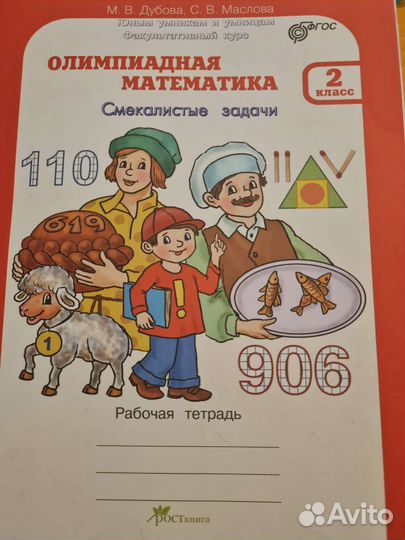 М. В. Дубова, С. В. Маслова
Юным умникам и умницам
Факультативный курс
ФГОС
ОЛИМПИАДНАЯ
МАТЕМАТИКА
2
класс
Смекалистые задачи
110
619
1
!
906
Рабочая тетрадь
РОСТкнига
Avito